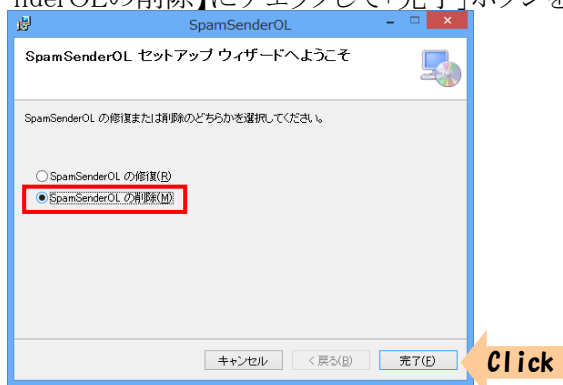 nderOLの削除】にチェックして「完了」ボタンを
SpamSenderOL
SpamSenderOL セットアップ ウィザードへようこそ
SpamSenderOL の修復または削除のどちらかを選択してください。
SpamSenderOL の修復(R)
SpamSenderOL の削除(M)
キャンセル
< 戻る(B)
完了(F)
Click